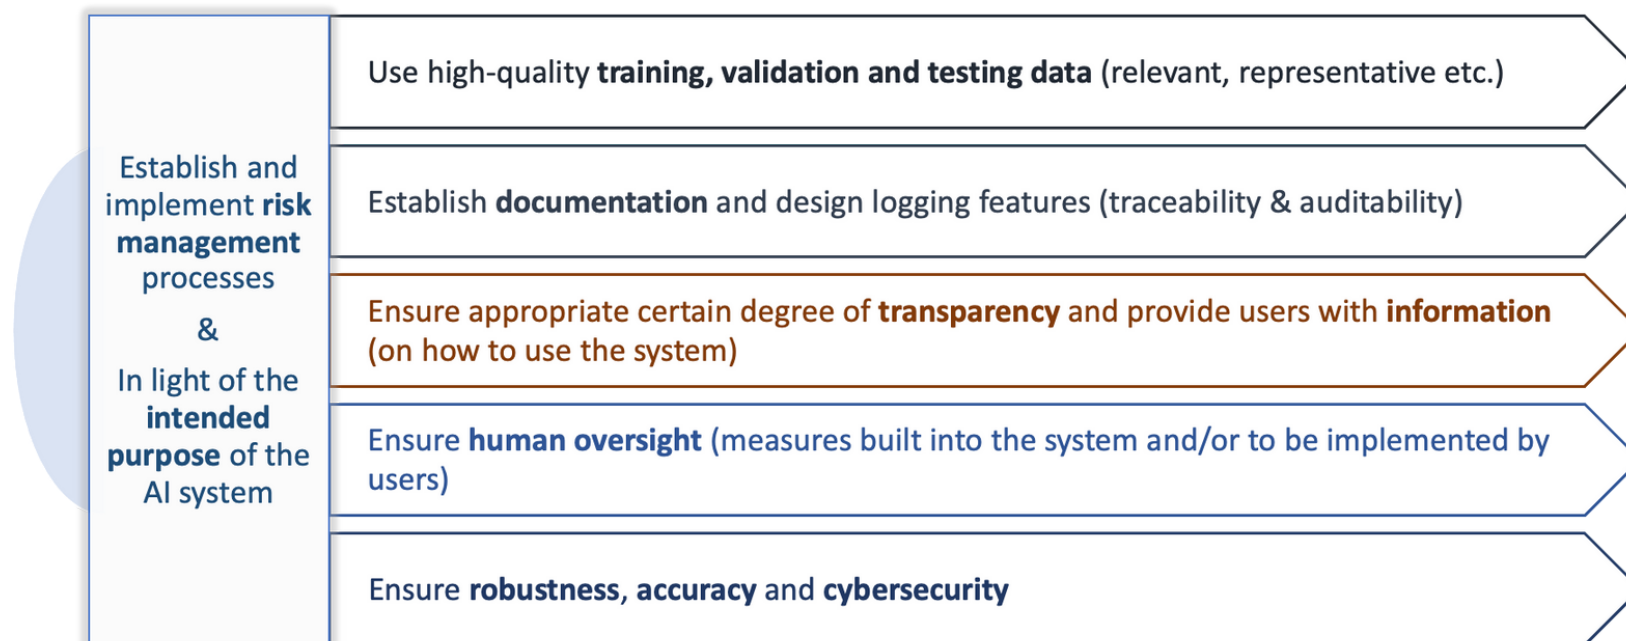 Establish and
implement risk
management
processes
&
In light of the
intended
purpose of the
AI system
Use high-quality training, validation and testing data (relevant, representative etc.)
Establish documentation and design logging features (traceability & auditability)
Ensure appropriate certain degree of transparency and provide users with information
(on how to use the system)
Ensure human oversight (measures built into the system and/or to be implemented by
users)
Ensure robustness, accuracy and cybersecurity